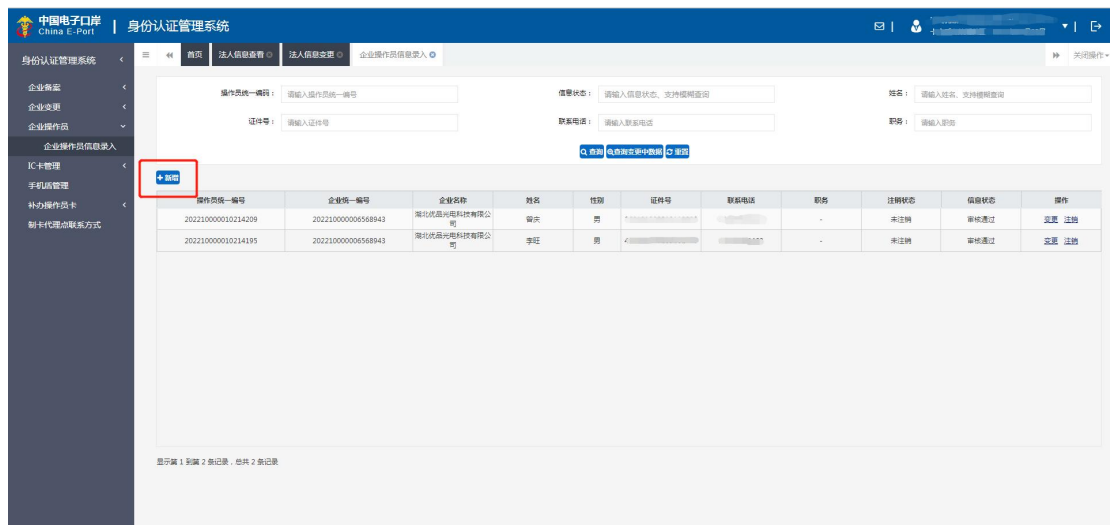 中国电子口岸 | 身份认证管理系统
China E-Port
身份认证管理系统
首页 法人信息查看 法人信息变更 企业操作员信息录入 关闭操作
企业备案
企业变更
企业操作员
企业操作员信息录入
IC卡管理
手机盾管理
补办操作员卡
制卡代理点联系方式
操作员统一编码： 请输入操作员统一编号 信息状态： 请输入信息状态、支持模糊查询 姓名： 请输入姓名、支持模糊查询
证件号： 请输入证件号 联系电话： 请输入联系电话 职务： 请输入职务
查询 查询变更中数据 重置
+新增
操作员统一编号 企业统一编号 企业名称 姓名 性别 证件号 联系电话 职务 注销状态 信息状态 操作
202210000010214209 202210000006568943 湖北优品光电科技有限公司 曾庆 男 - 未注销 审核通过 变更 注销
202210000010214195 202210000006568943 湖北优品光电科技有限公司 李旺 男 - 未注销 审核通过 变更 注销
显示第 1 到第 2 条记录，总共 2 条记录